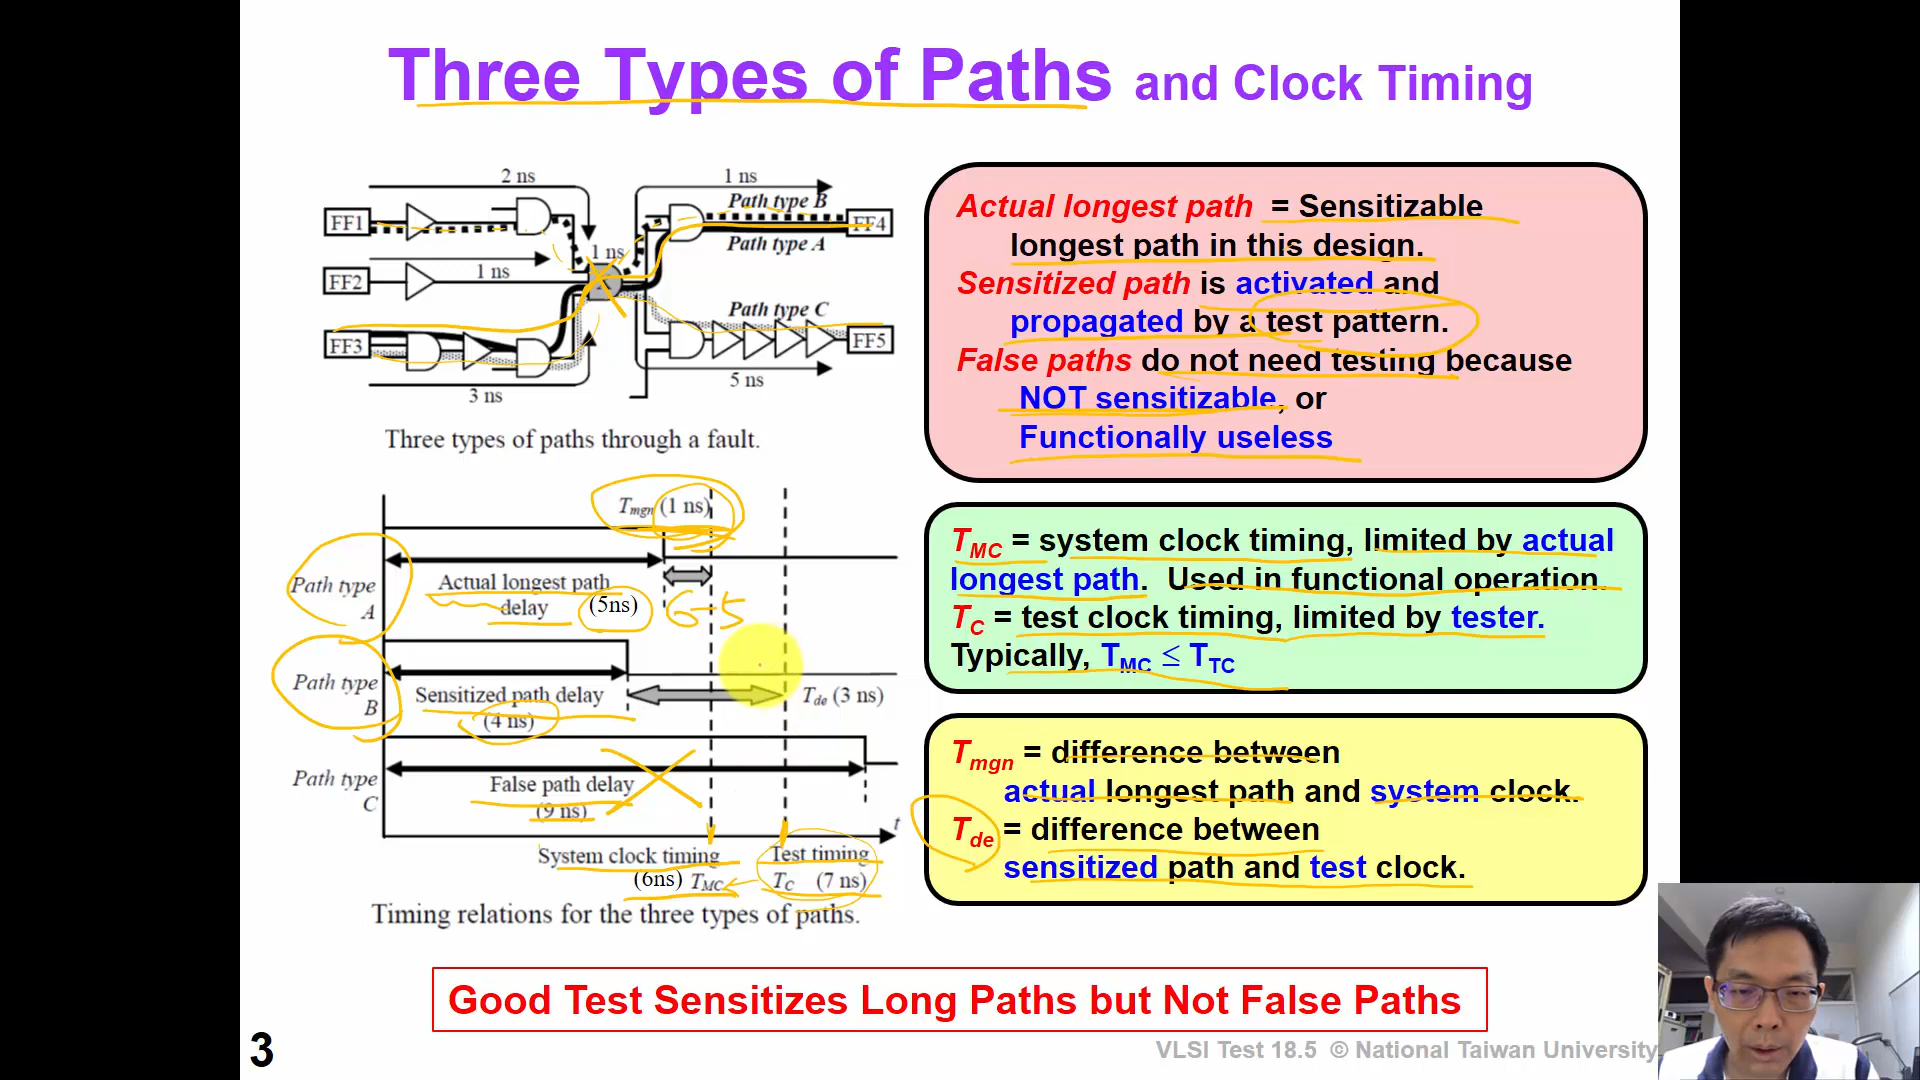 Three Types of Paths and Clock Timing
2 ns
1 ns
Path type B
FF1
FF4
Path type A
1 ns
FF2
1 ns
Path type C
FF3
FF5
3 ns
5 ns
Three types of paths through a fault.
Tmgn (1 ns)
Path type A
Actual longest path delay (5ns)
6-5
Path type B
Sensitized path delay (4 ns)
Tde (3 ns)
Path type C
False path delay (9 ns)
t
System clock timing (6ns) TMC
Test timing TC (7 ns)
Timing relations for the three types of paths.
Actual longest path = Sensitizable
longest path in this design.
Sensitized path is activated and
propagated by a test pattern.
False paths do not need testing because
NOT sensitizable, or
Functionally useless
TMC = system clock timing, limited by actual
longest path. Used in functional operation.
TC = test clock timing, limited by tester.
Typically, TMC ≤ TTC
Tmgn = difference between
actual longest path and system clock.
Tde = difference between
sensitized path and test clock.
Good Test Sensitizes Long Paths but Not False Paths
3
VLSI Test 18.5 © National Taiwan University